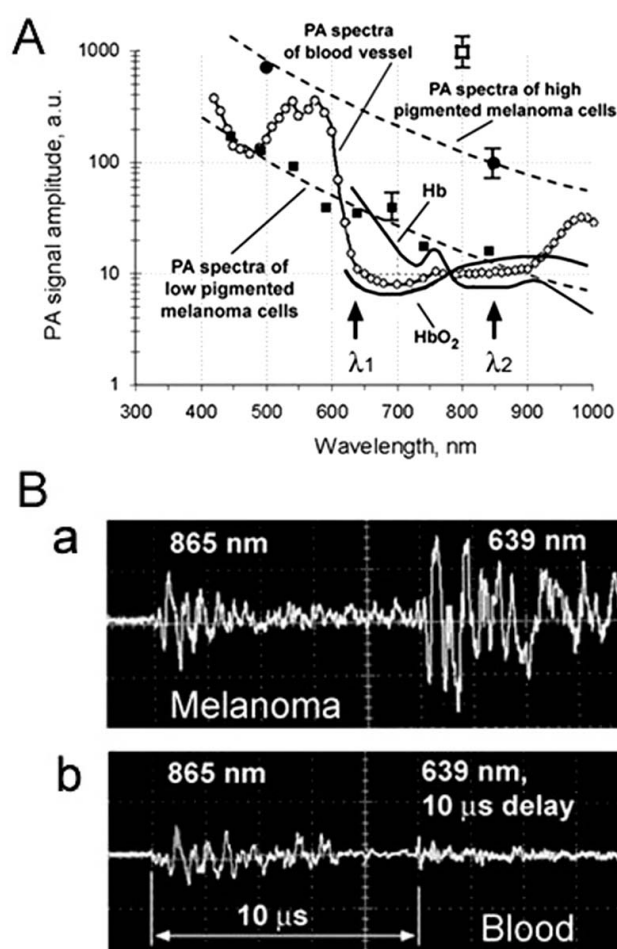 A
PA signal amplitude, a.u.
1000
100
10
1
PA spectra
of blood vessel
PA spectra of high
pigmented melanoma cells
Hb
PA spectra of
low pigmented
melanoma cells
HbO2
λ1
λ2
300 400 500 600 700 800 900 1000
Wavelength, nm
B
a
865 nm 639 nm
Melanoma
b
865 nm 639 nm,
10 μs delay
10 μs
Blood